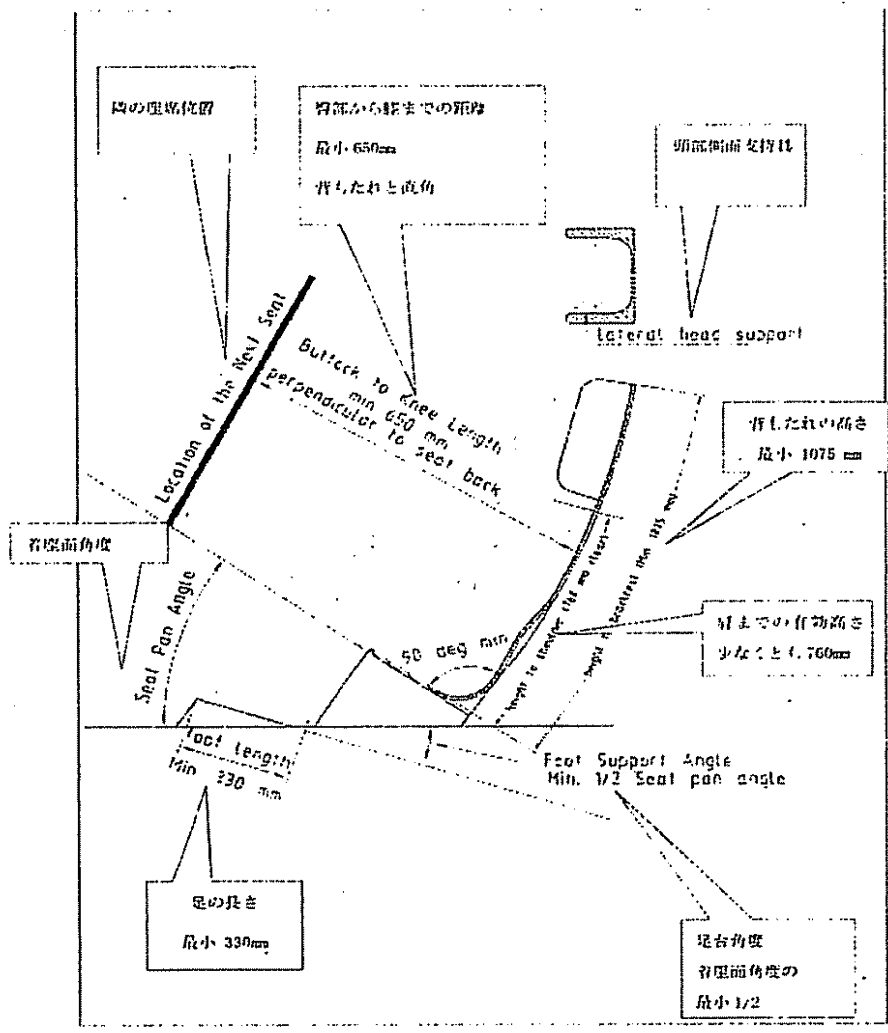 隣の座席位置
臀部から膝までの距離
最小 650mm
背もたれと直角
頭部側面支持は
Lateral head support
Location of the Next Seat
Buttock to Knee Length
min 650 mm
perpendicular to seat back
背もたれの高さ
最小 1075 mm
着座面角度
Seat Pan Angle
90 deg min
肩までの有効高さ
少なくとも 760mm
Foot Length
Min 330 mm
Foot Support Angle
Min. 1/2 Seat pan angle
足の長さ
最小 330mm
足台角度
着座面角度の
最小 1/2